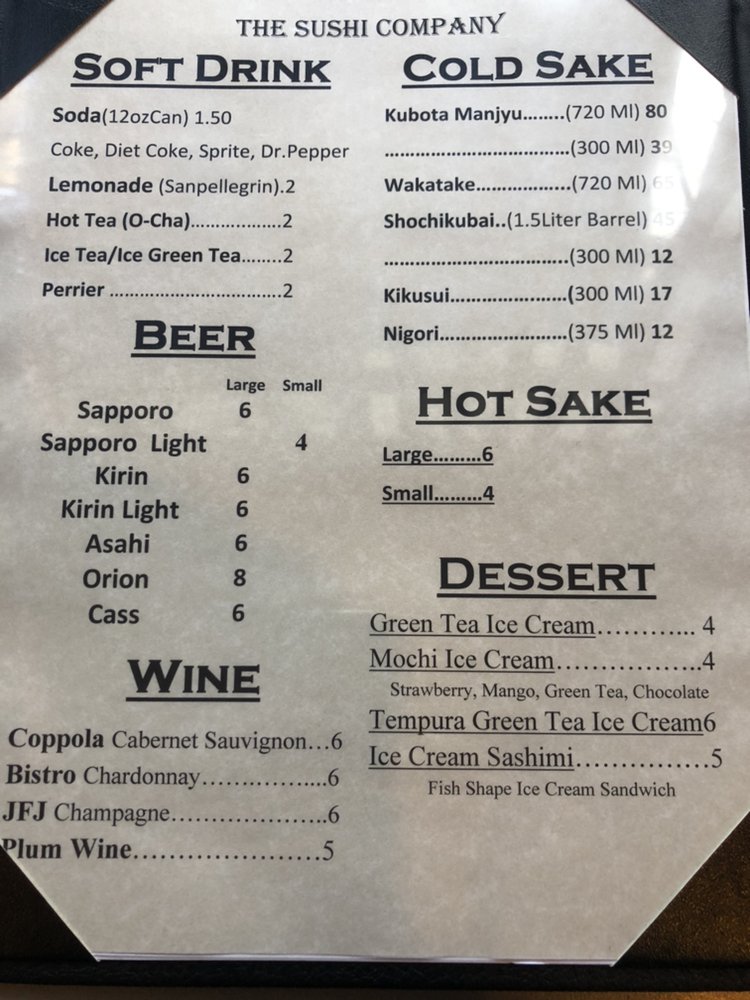 THE SUSHI COMPANY
SOFT DRINK
Soda(12ozCan) 1.50
Coke, Diet Coke, Sprite, Dr.Pepper
Lemonade (Sanpellegrin).2
Hot Tea (O-Cha)..................2
Ice Tea/Ice Green Tea........2
Perrier ..................................2
BEER
Large Small
Sapporo 6
Sapporo Light 4
Kirin 6
Kirin Light 6
Asahi 6
Orion 8
Cass 6
WINE
Coppola Cabernet Sauvignon...6
Bistro Chardonnay..................6
JFJ Champagne.....................6
Plum Wine...........................5
COLD SAKE
Kubota Manjyu........(720 Ml) 80
.....................................(300 Ml) 39
Wakatake...................(720 Ml) 65
Shochikubai..(1.5Liter Barrel) 45
.....................................(300 Ml) 12
Kikusui.......................(300 Ml) 17
Nigori.........................(375 Ml) 12
HOT SAKE
Large.........6
Small.........4
DESSERT
Green Tea Ice Cream............ 4
Mochi Ice Cream.................4
Strawberry, Mango, Green Tea, Chocolate
Tempura Green Tea Ice Cream6
Ice Cream Sashimi...............5
Fish Shape Ice Cream Sandwich